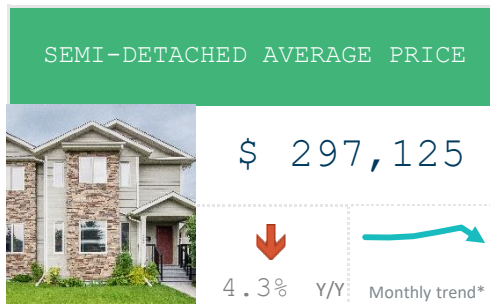 SEMI-DETACHED AVERAGE PRICE
$ 297,125
4.3% Y/Y
Monthly trend*